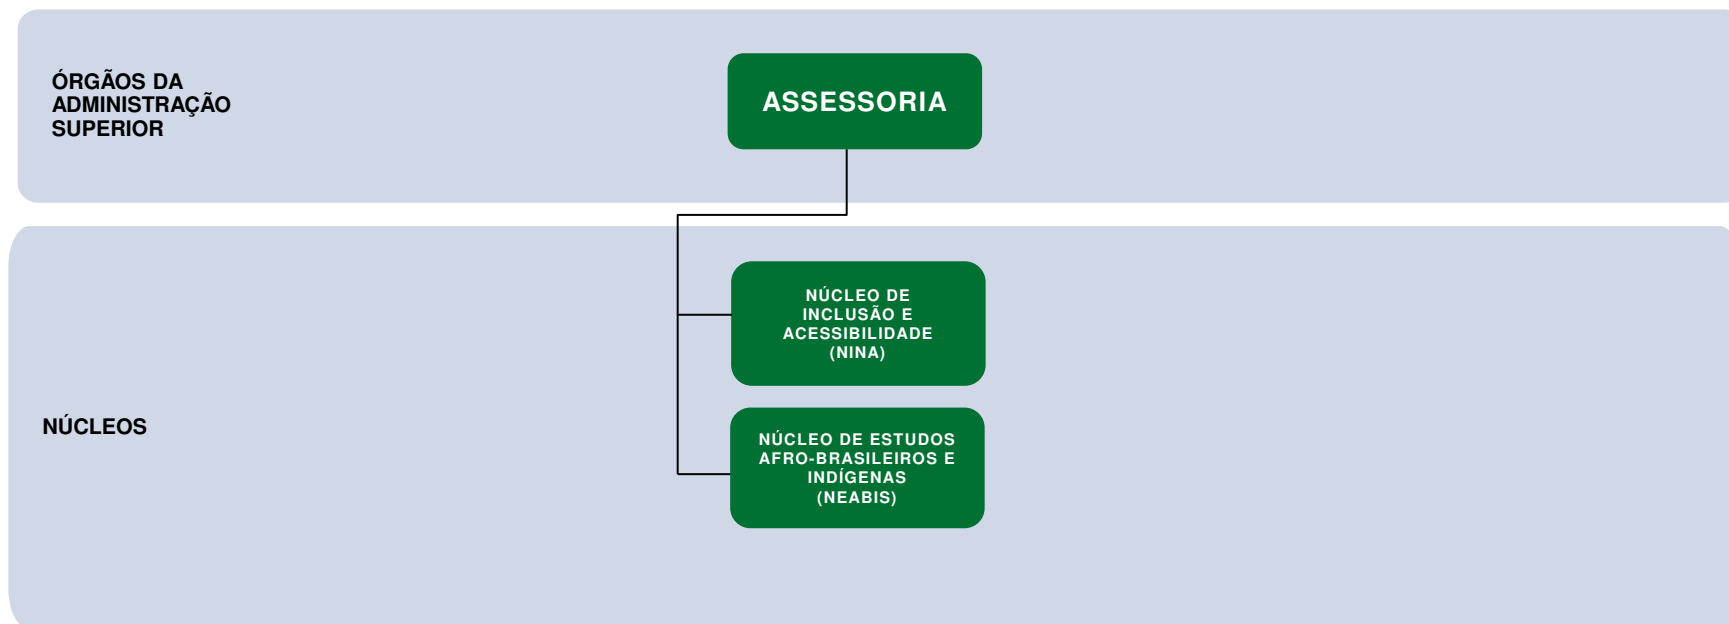 ÓRGÃOS DA
ADMINISTRAÇÃO
SUPERIOR
ASSESSORIA
NÚCLEOS
NÚCLEO DE
INCLUSÃO E
ACESSIBILIDADE
(NINA)
NÚCLEO DE ESTUDOS
AFRO-BRASILEIROS E
INDÍGENAS
(NEABIS)